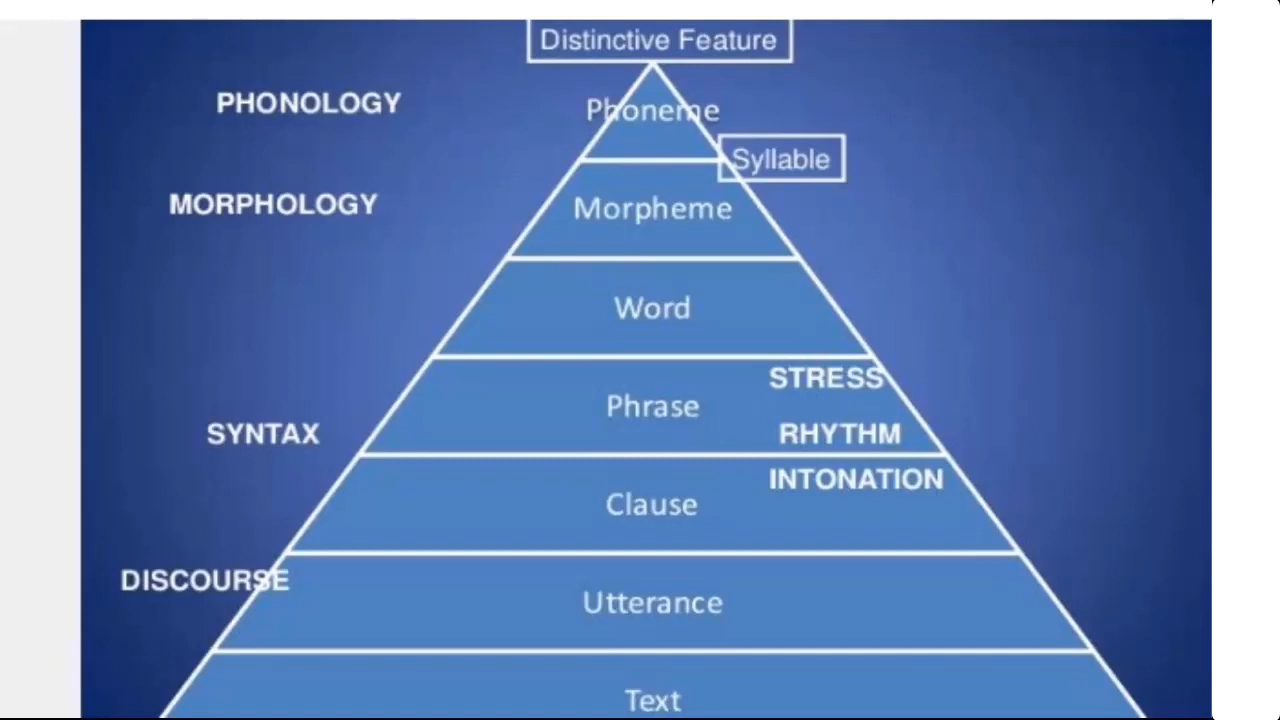 Distinctive Feature
PHONOLOGY
Phoneme
Syllable
MORPHOLOGY
Morpheme
Word
STRESS
Phrase
SYNTAX
RHYTHM
INTONATION
Clause
DISCOURSE
Utterance
Text